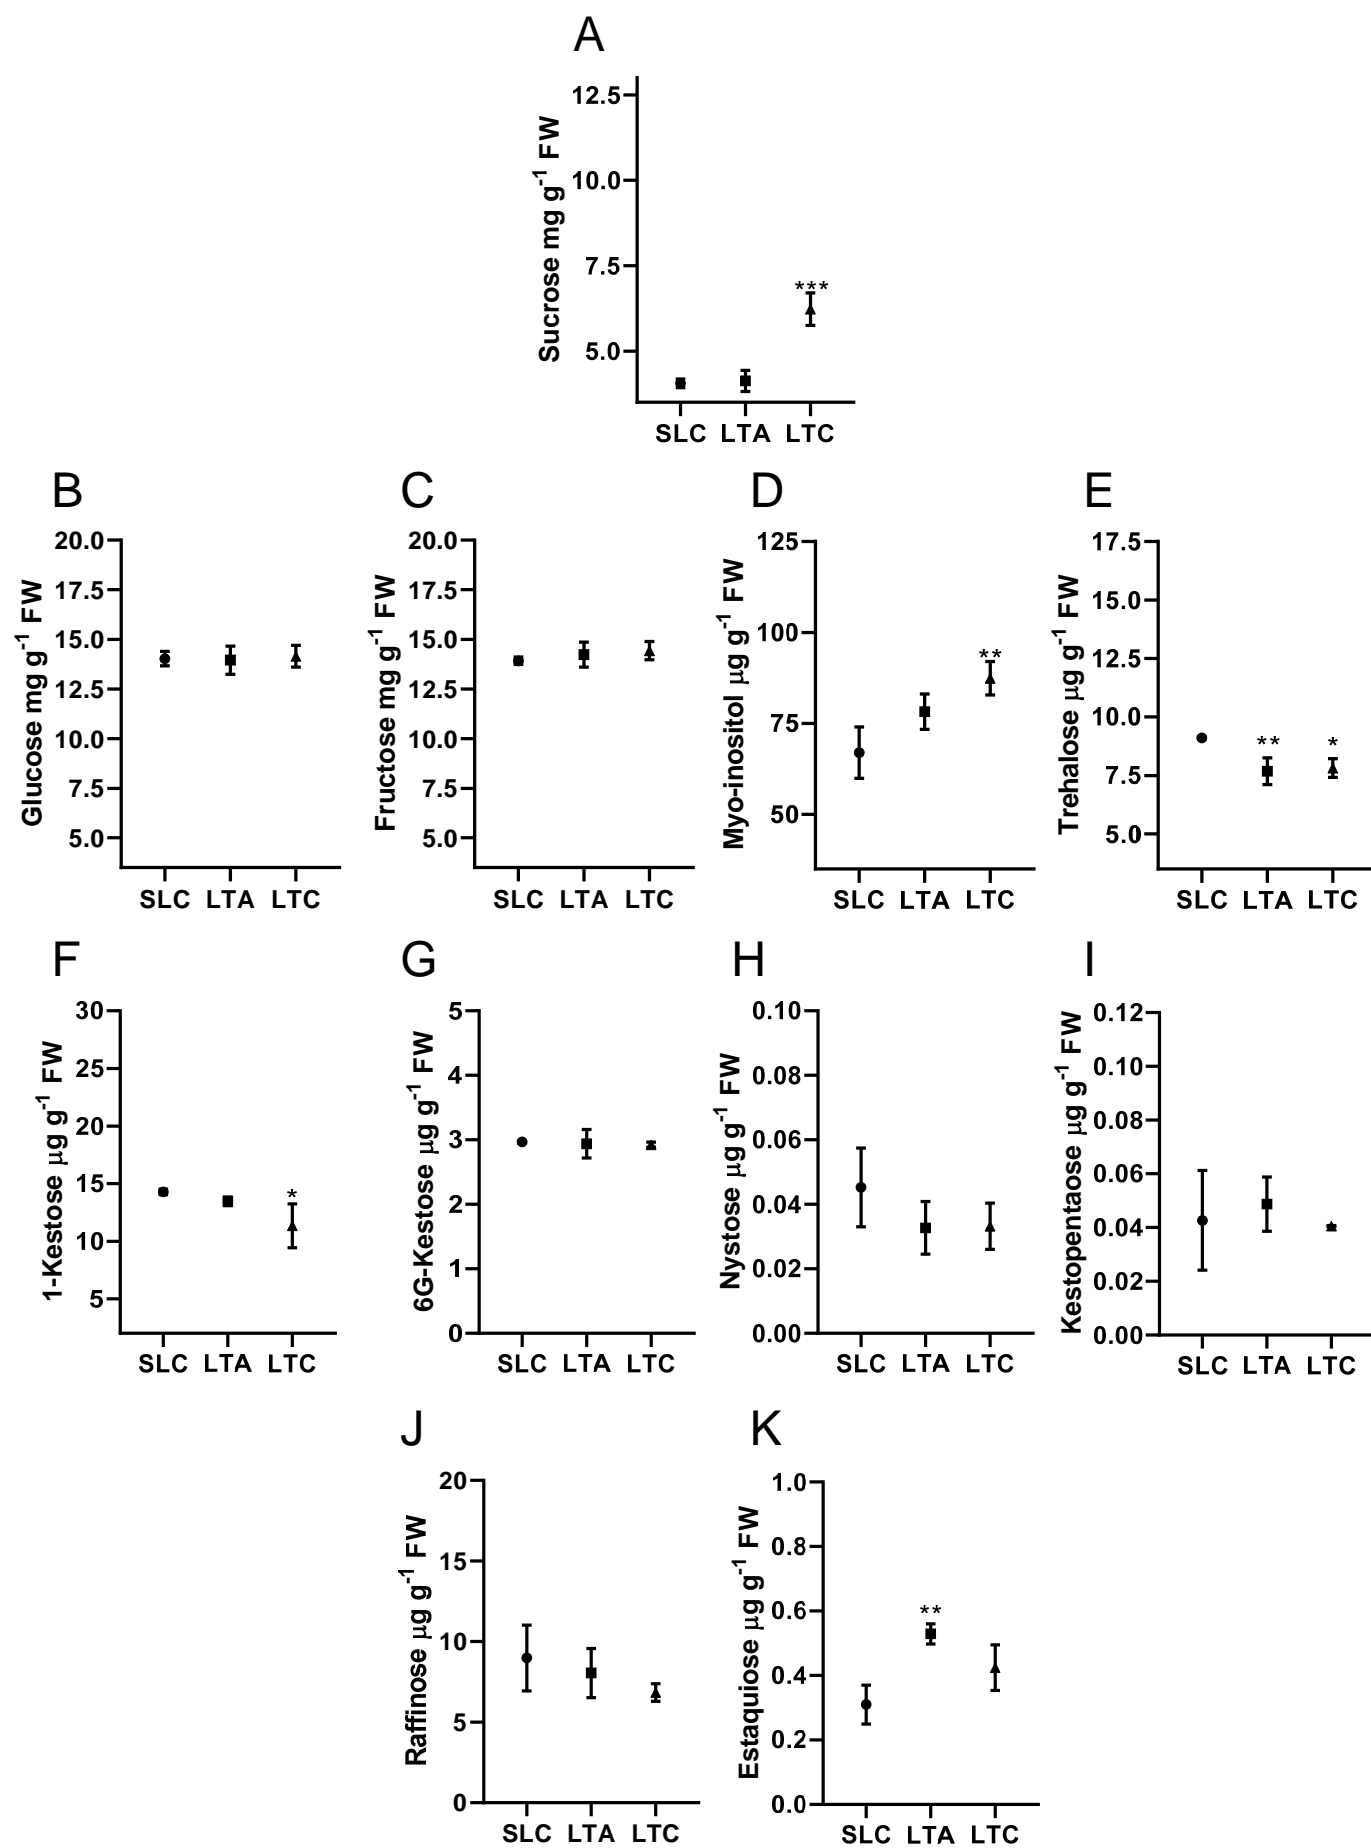 A
Sucrose mg g⁻¹ FW
12.5
10.0
7.5
5.0
***
SLC LTA LTC
B
Glucose mg g⁻¹ FW
20.0
17.5
15.0
12.5
10.0
7.5
5.0
SLC LTA LTC
C
Fructose mg g⁻¹ FW
20.0
17.5
15.0
12.5
10.0
7.5
5.0
SLC LTA LTC
D
Myo-inositol µg g⁻¹ FW
125
100
75
50
**
SLC LTA LTC
E
Trehalose µg g⁻¹ FW
17.5
15.0
12.5
10.0
7.5
5.0
** *
SLC LTA LTC
F
1-Kestose µg g⁻¹ FW
30
25
20
15
10
5
*
SLC LTA LTC
G
6G-Kestose µg g⁻¹ FW
5
4
3
2
1
0
SLC LTA LTC
H
Nystose µg g⁻¹ FW
0.10
0.08
0.06
0.04
0.02
0.00
SLC LTA LTC
I
Kestopentaose µg g⁻¹ FW
0.12
0.10
0.08
0.06
0.04
0.02
0.00
SLC LTA LTC
J
Raffinose µg g⁻¹ FW
20
15
10
5
0
SLC LTA LTC
K
Estaquiose µg g⁻¹ FW
1.0
0.8
0.6
0.4
0.2
0.0
**
SLC LTA LTC